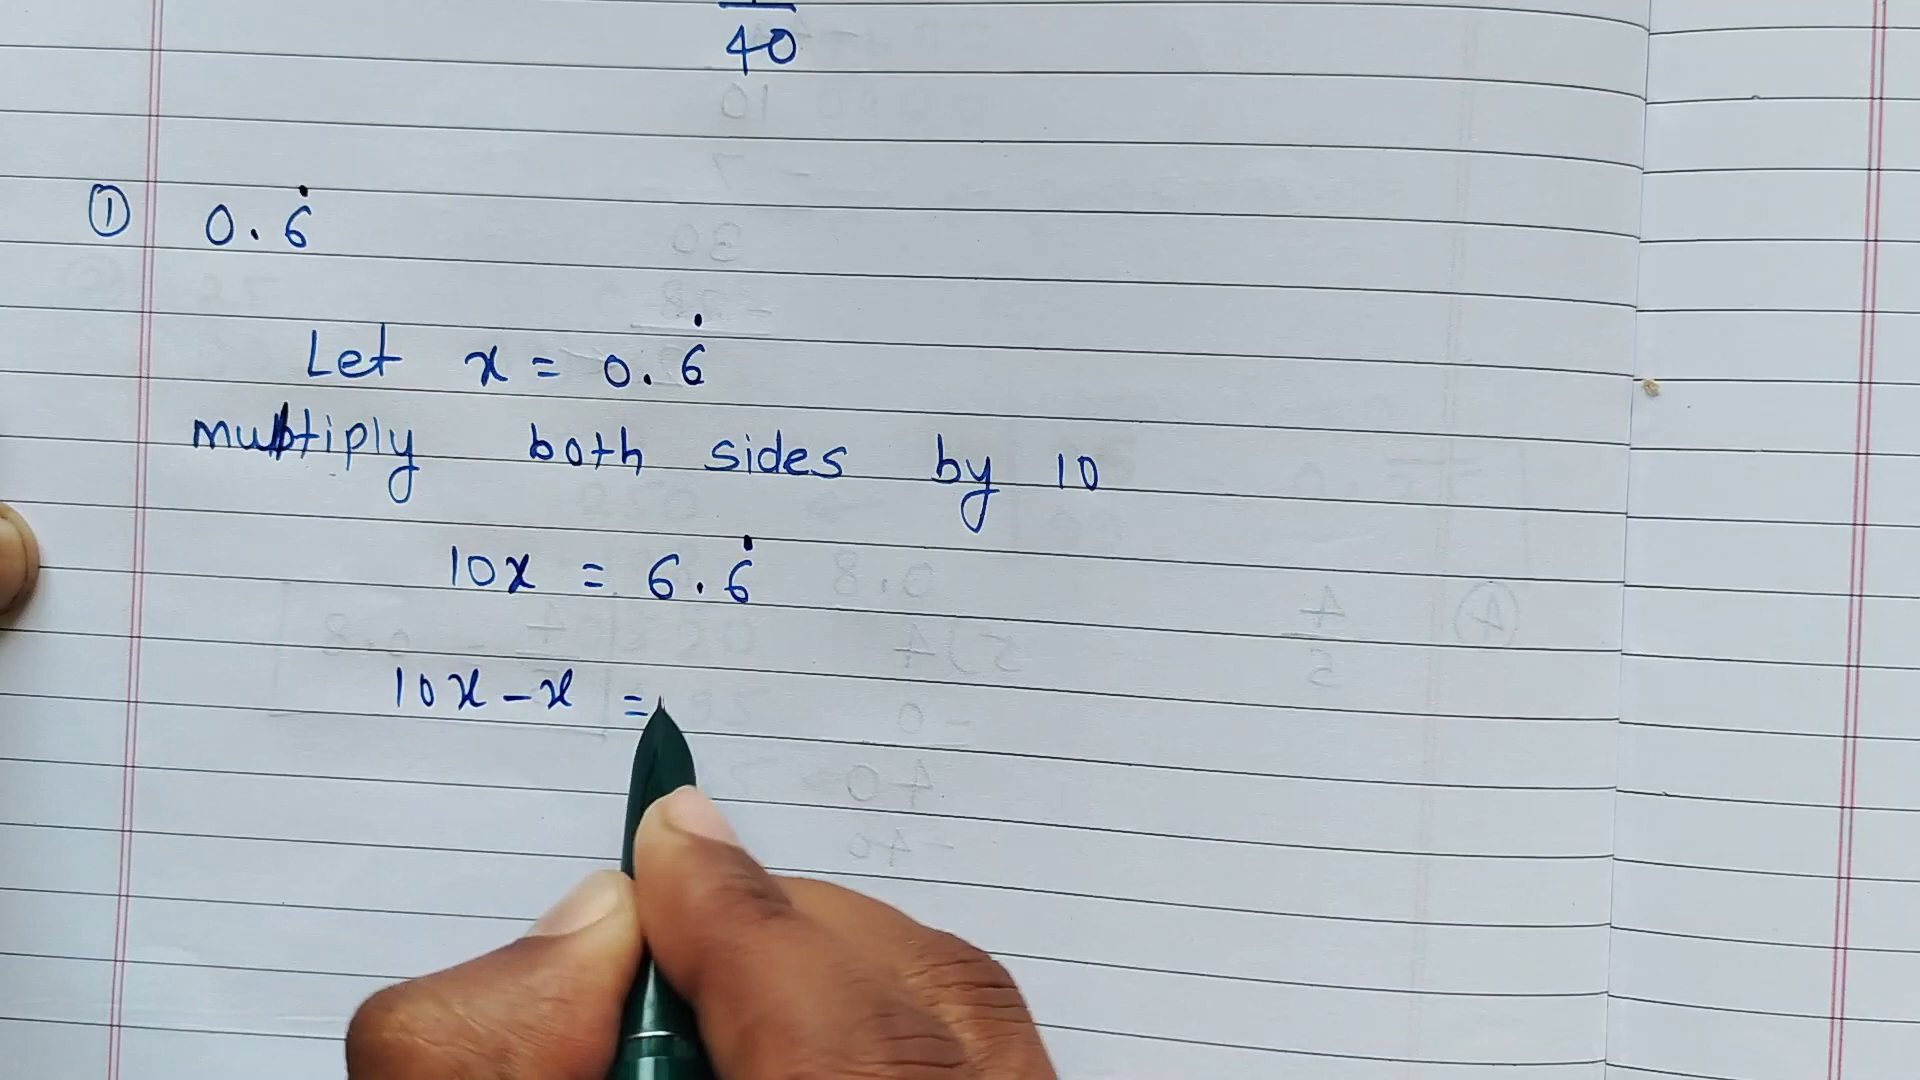 40
① 0.6̇
Let x = 0.6̇
multiply both sides by 10
10x = 6.6̇
10x - x =